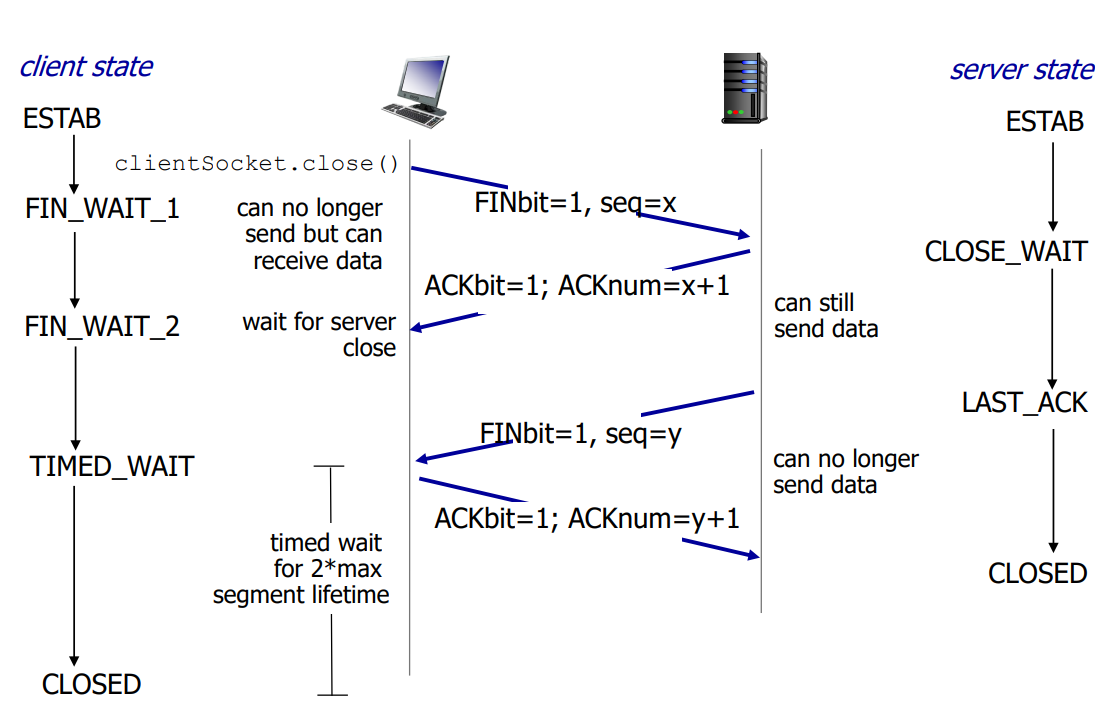 client state
server state
ESTAB
ESTAB
clientSocket.close()
FINbit=1, seq=x
FIN_WAIT_1
can no longer
send but can
receive data
CLOSE_WAIT
ACKbit=1; ACKnum=x+1
can still
send data
FIN_WAIT_2
wait for server
close
LAST_ACK
FINbit=1, seq=y
TIMED_WAIT
can no longer
send data
ACKbit=1; ACKnum=y+1
timed wait
for 2*max
segment lifetime
CLOSED
CLOSED